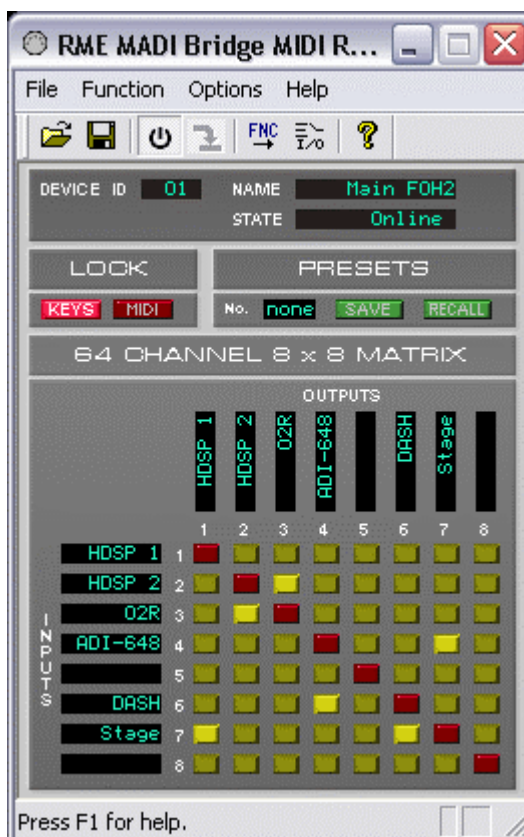 RME MADI Bridge MIDI R...
File Function Options Help
FNC I/o ?
DEVICE ID 01 NAME Main FOH2
STATE Online
LOCK PRESETS
KEYS MIDI No. none SAVE RECALL
64 CHANNEL 8 x 8 MATRIX
OUTPUTS
HDSP 1 HDSP 2 O2R ADI-648 DASH Stage
1 2 3 4 5 6 7 8
HDSP 1 1
HDSP 2 2
O2R 3
ADI-648 4
5
DASH 6
Stage 7
8
INPUTS
Press F1 for help.